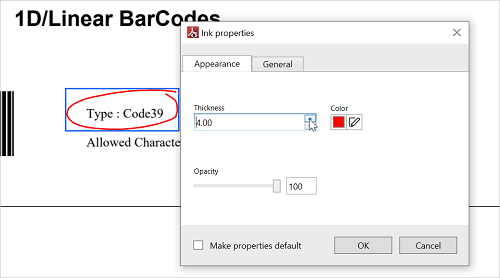 1D/Linear BarCodes
Ink properties
Appearance
General
Type : Code39
Thickness
Color
4.00
Allowed Characte
Opacity
100
Make properties default
OK
Cancel